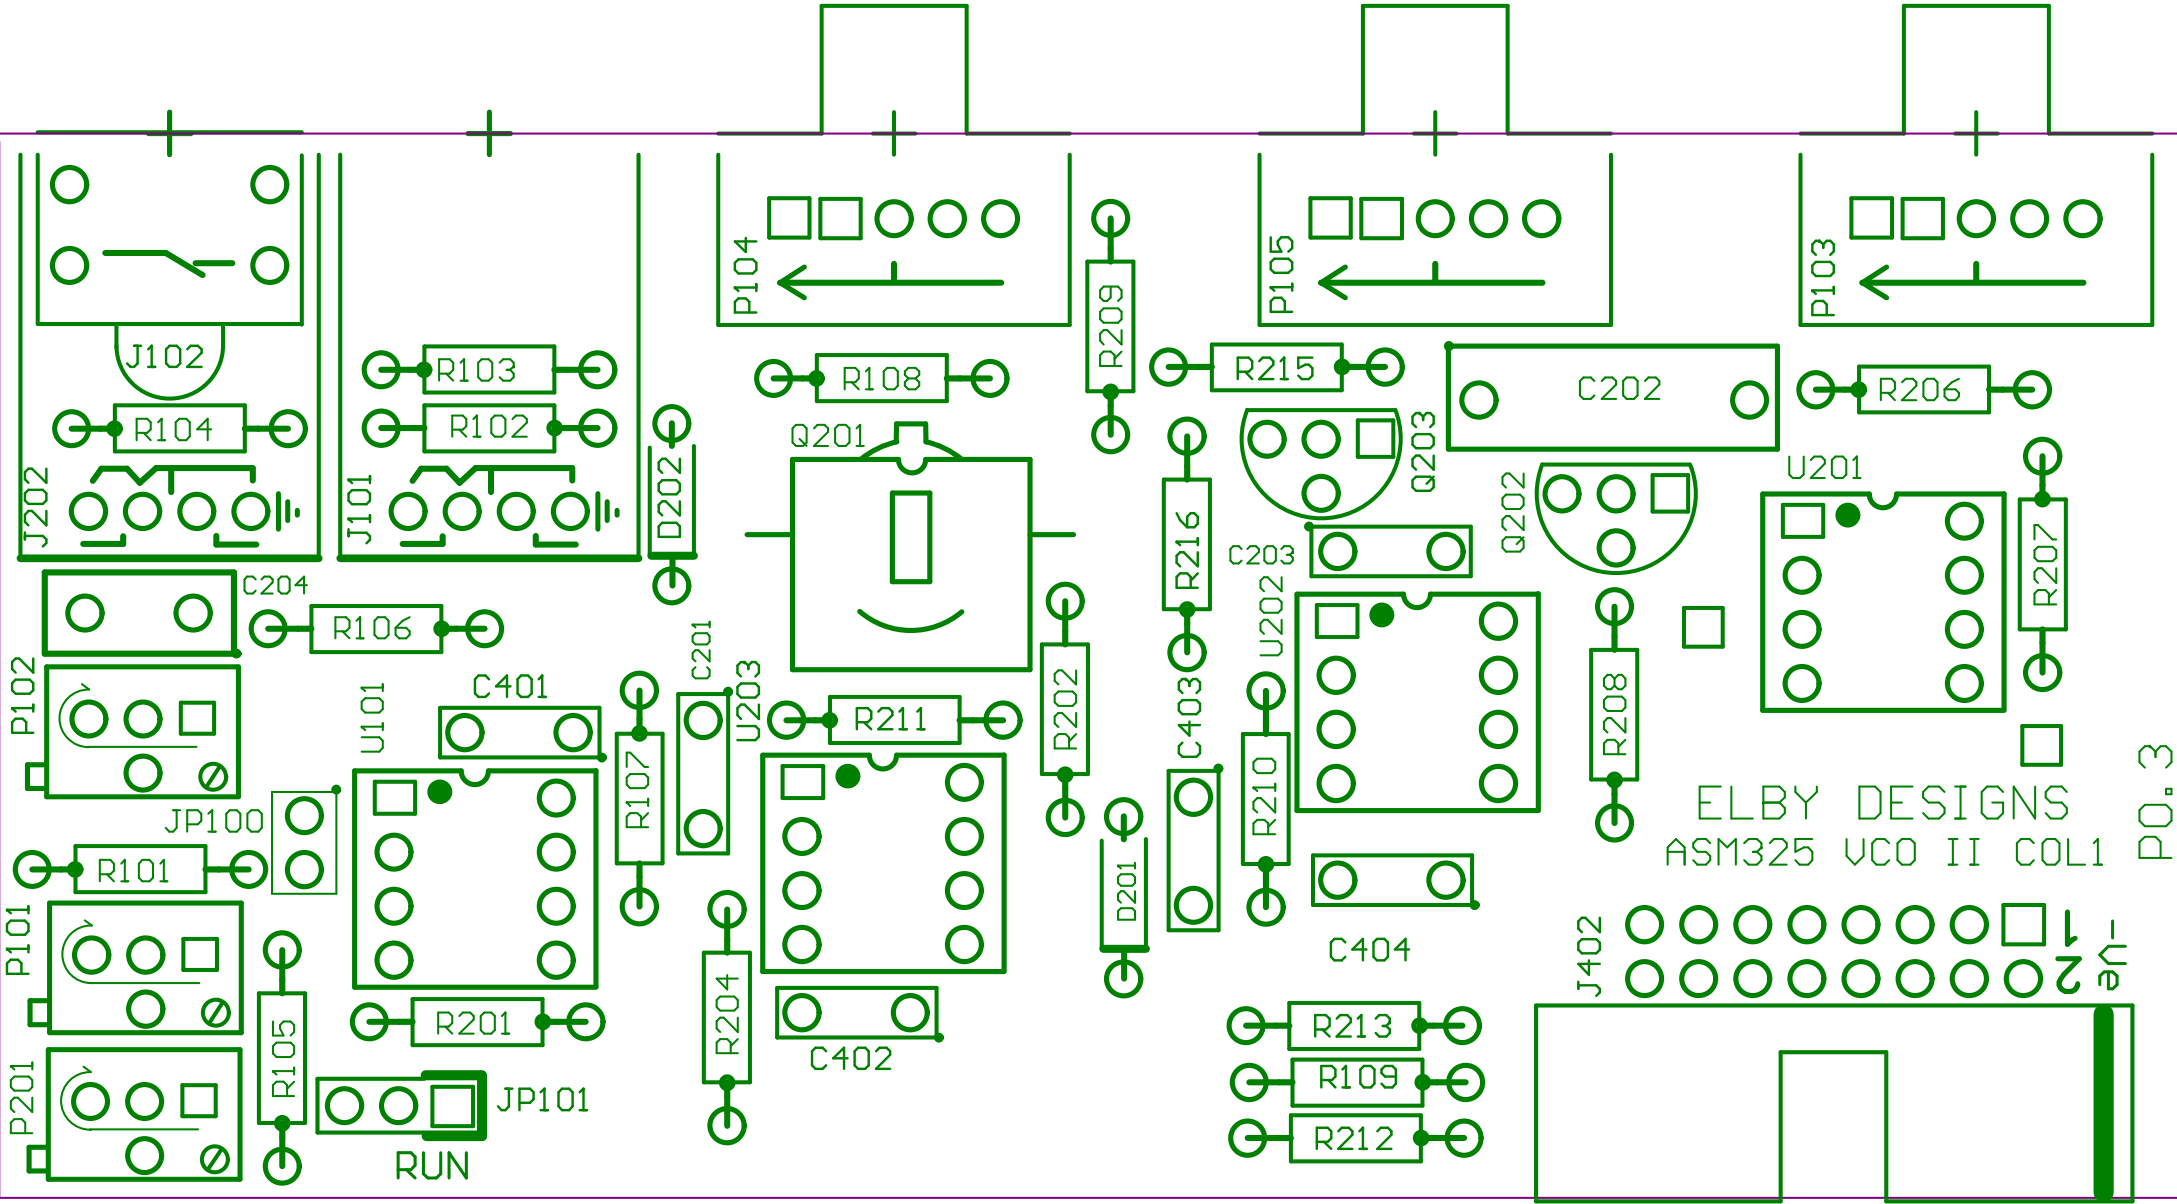 P104
P105
P103
R209
J102
R103
R108
R215
C202
R206
R104
R102
Q201
D202
Q203
U201
J202
J101
R216
Q202
R207
C203
C204
R106
U202
P102
U101
C401
C201
U203
R211
R202
C403
R208
R107
R210
JP100
ELBY DESIGNS
ASM325 VCO II COL1
PO.3
R101
P101
D201
C404
J402
1
2
-Ve
R105
R201
R204
C402
R213
R109
R212
P201
JP101
RUN